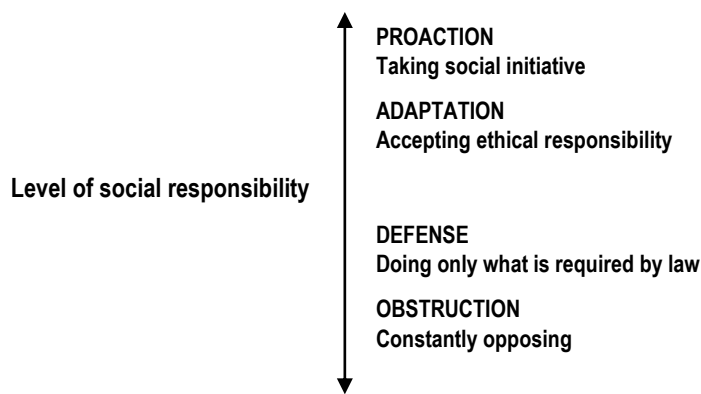 PROACTION
Taking social initiative
ADAPTATION
Accepting ethical responsibility
Level of social responsibility
DEFENSE
Doing only what is required by law
OBSTRUCTION
Constantly opposing